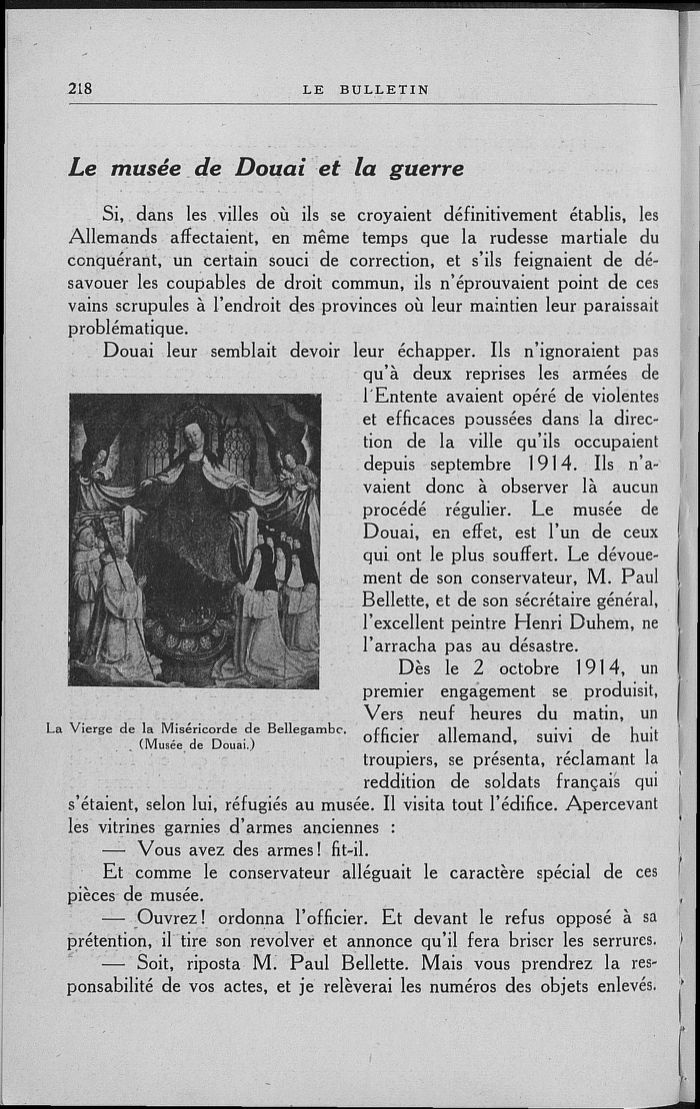 218
LE BULLETIN
Le musée de Douai et la guerre
Si, dans les villes où ils se croyaient définitivement établis, les
Allemands affectaient, en même temps que la rudesse martiale du
conquérant, un certain souci de correction, et s'ils feignaient de dé-
savouer les coupables de droit commun, ils n'éprouvaient point de ces
vains scrupules à l'endroit des provinces où leur maintien leur paraissait
problématique.
Douai leur semblait devoir leur échapper. Ils n'ignoraient pas
qu'à deux reprises les armées de
l'Entente avaient opéré de violentes
et efficaces poussées dans la direc-
tion de la ville qu'ils occupaient
depuis septembre 1914. Ils n'a-
vaient donc à observer là aucun
procédé régulier. Le musée de
Douai, en effet, est l'un de ceux
qui ont le plus souffert. Le dévoue-
ment de son conservateur, M. Paul
Bellette, et de son sécrétaire général,
l'excellent peintre Henri Duhem, ne
l'arracha pas au désastre.
Dès le 2 octobre 1914, un
premier engagement se produisit,
Vers neuf heures du matin, un
officier allemand, suivi de huit
troupiers, se présenta, réclamant la
reddition de soldats français qui
La Vierge de la Miséricorde de Bellegambe.
(Musée de Douai.)
s'étaient, selon lui, réfugiés au musée. Il visita tout l'édifice. Apercevant
les vitrines garnies d'armes anciennes :
— Vous avez des armes ! fit-il.
Et comme le conservateur alléguait le caractère spécial de ces
pièces de musée.
— Ouvrez ! ordonna l'officier. Et devant le refus opposé à sa
prétention, il tire son revolver et annonce qu'il fera briser les serrures.
— Soit, riposta M. Paul Bellette. Mais vous prendrez la res-
ponsabilité de vos actes, et je relèverai les numéros des objets enlevés.